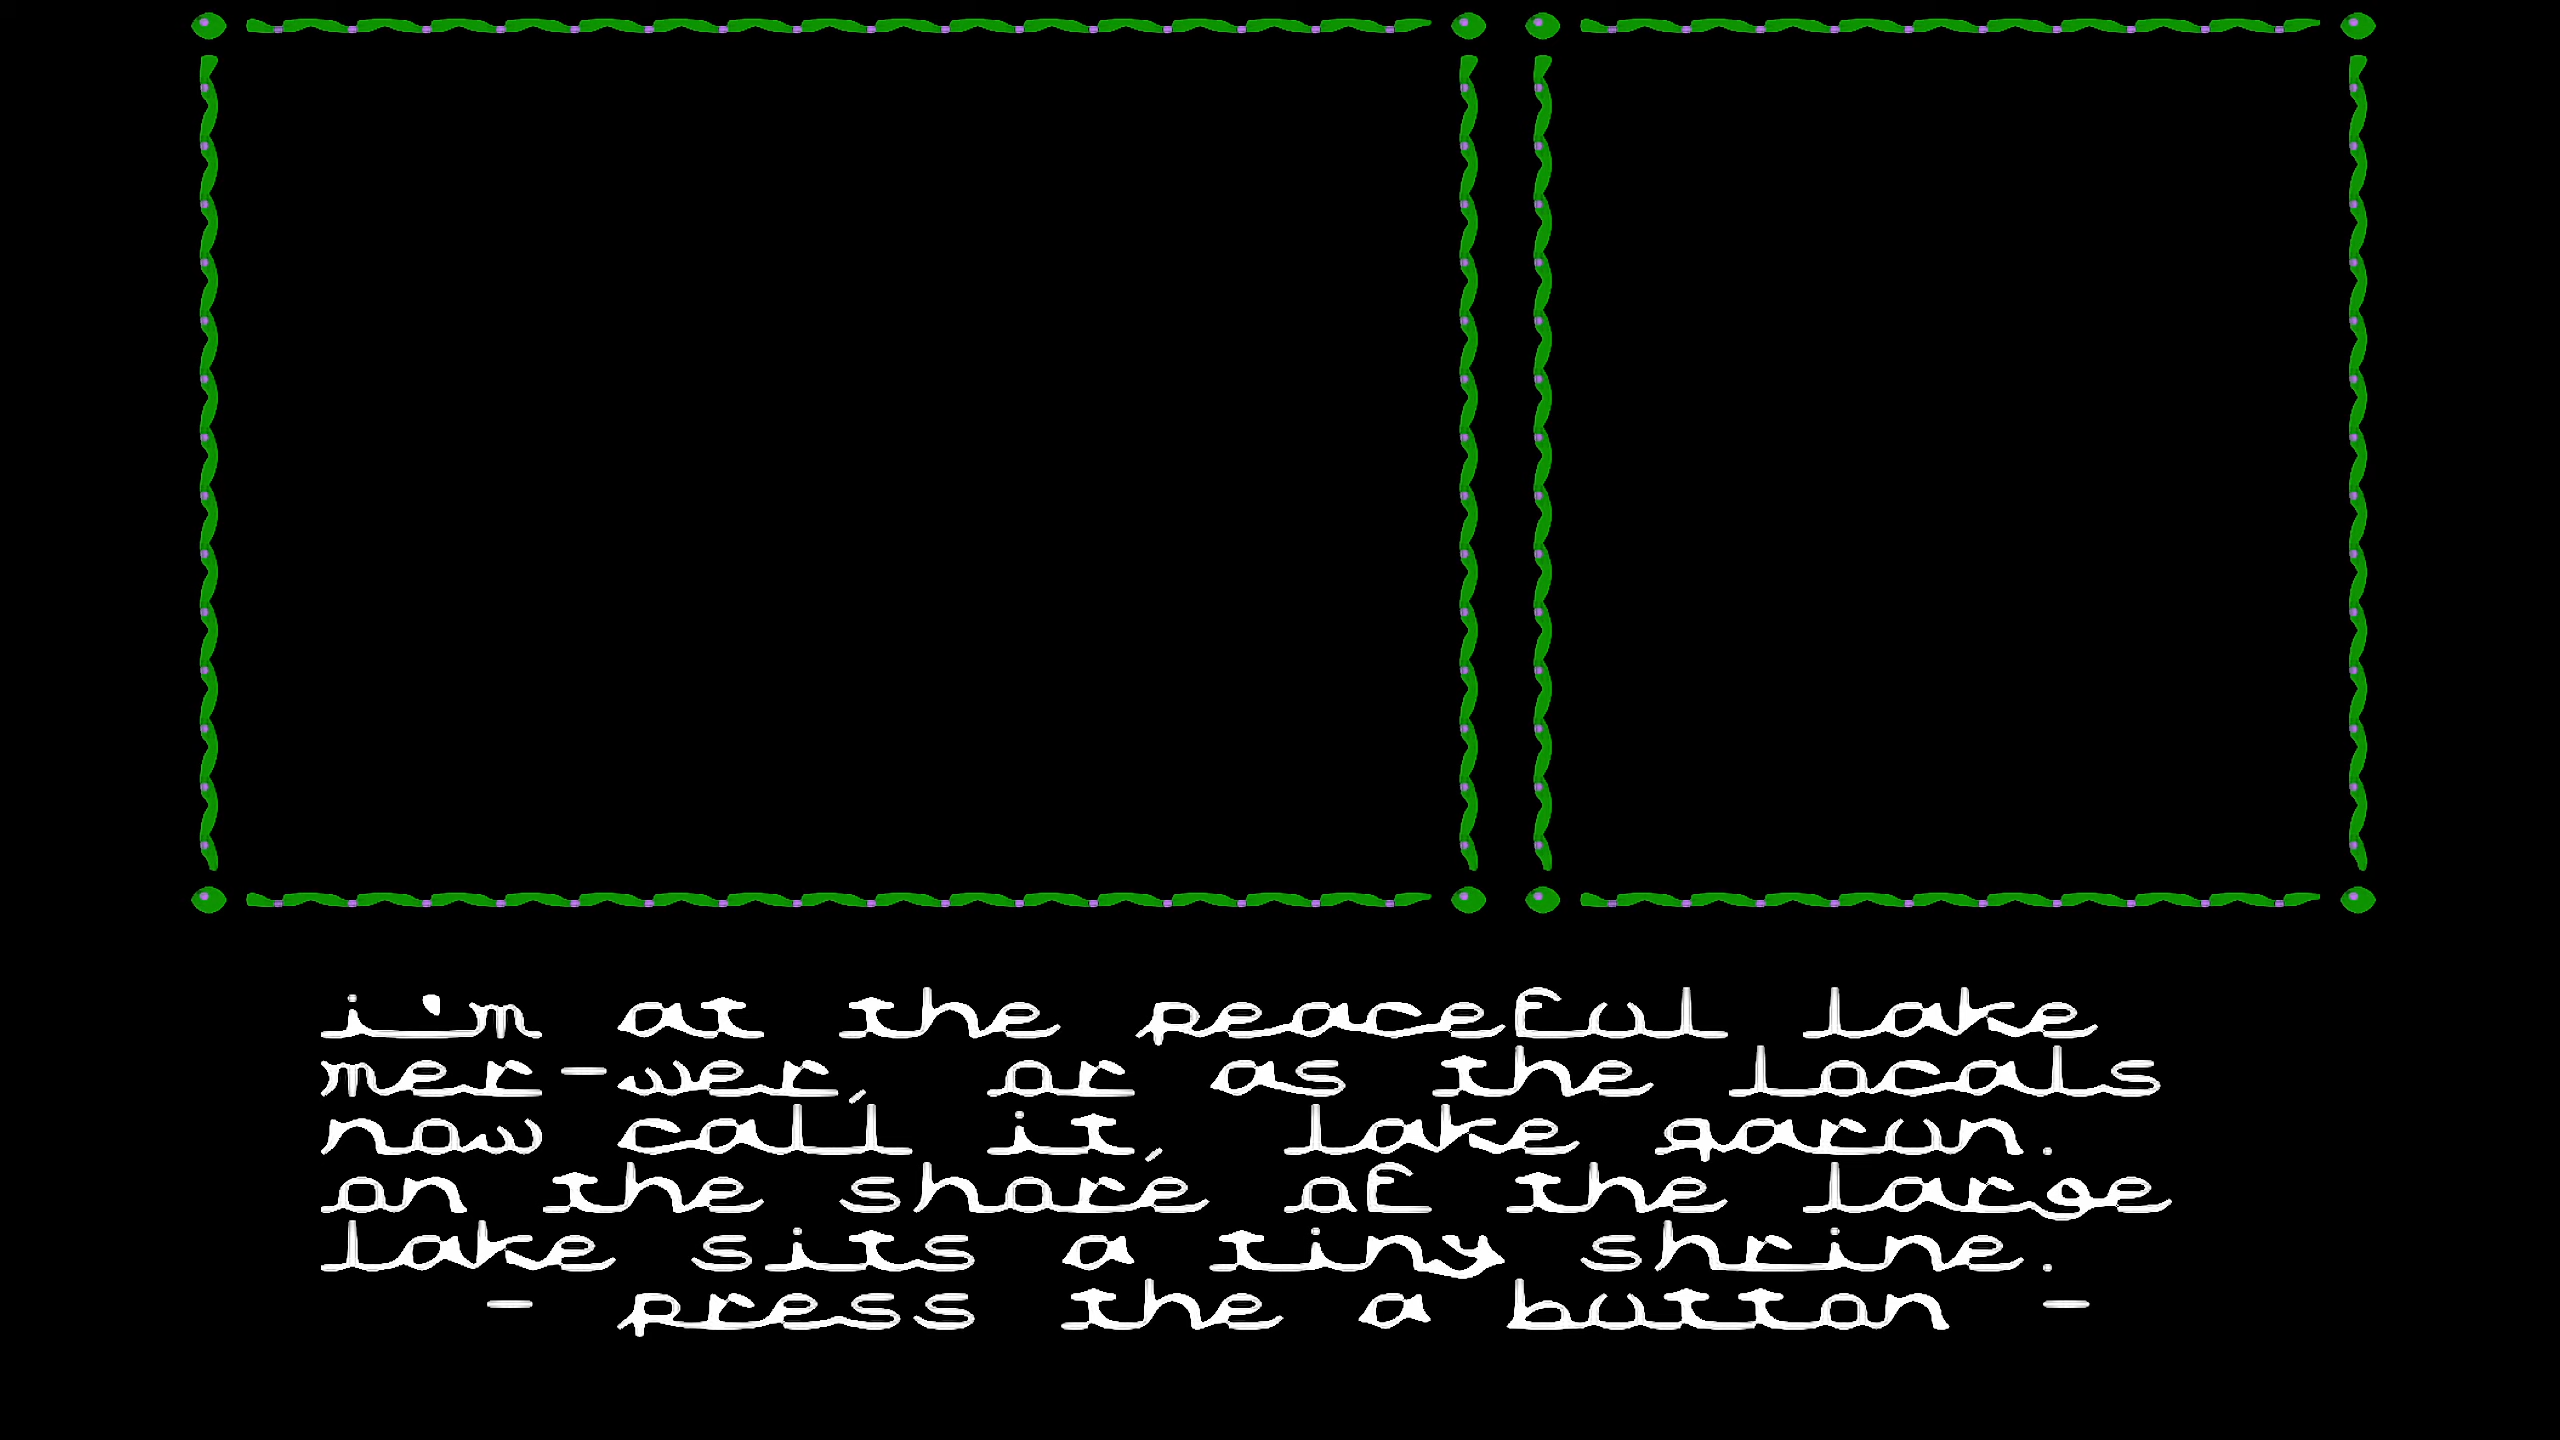 i'm at the peaceful lake
mer-wer, or as the locals
now call it, lake qarun.
on the shore of the large
lake sits a tiny shrine.
- press the a button -